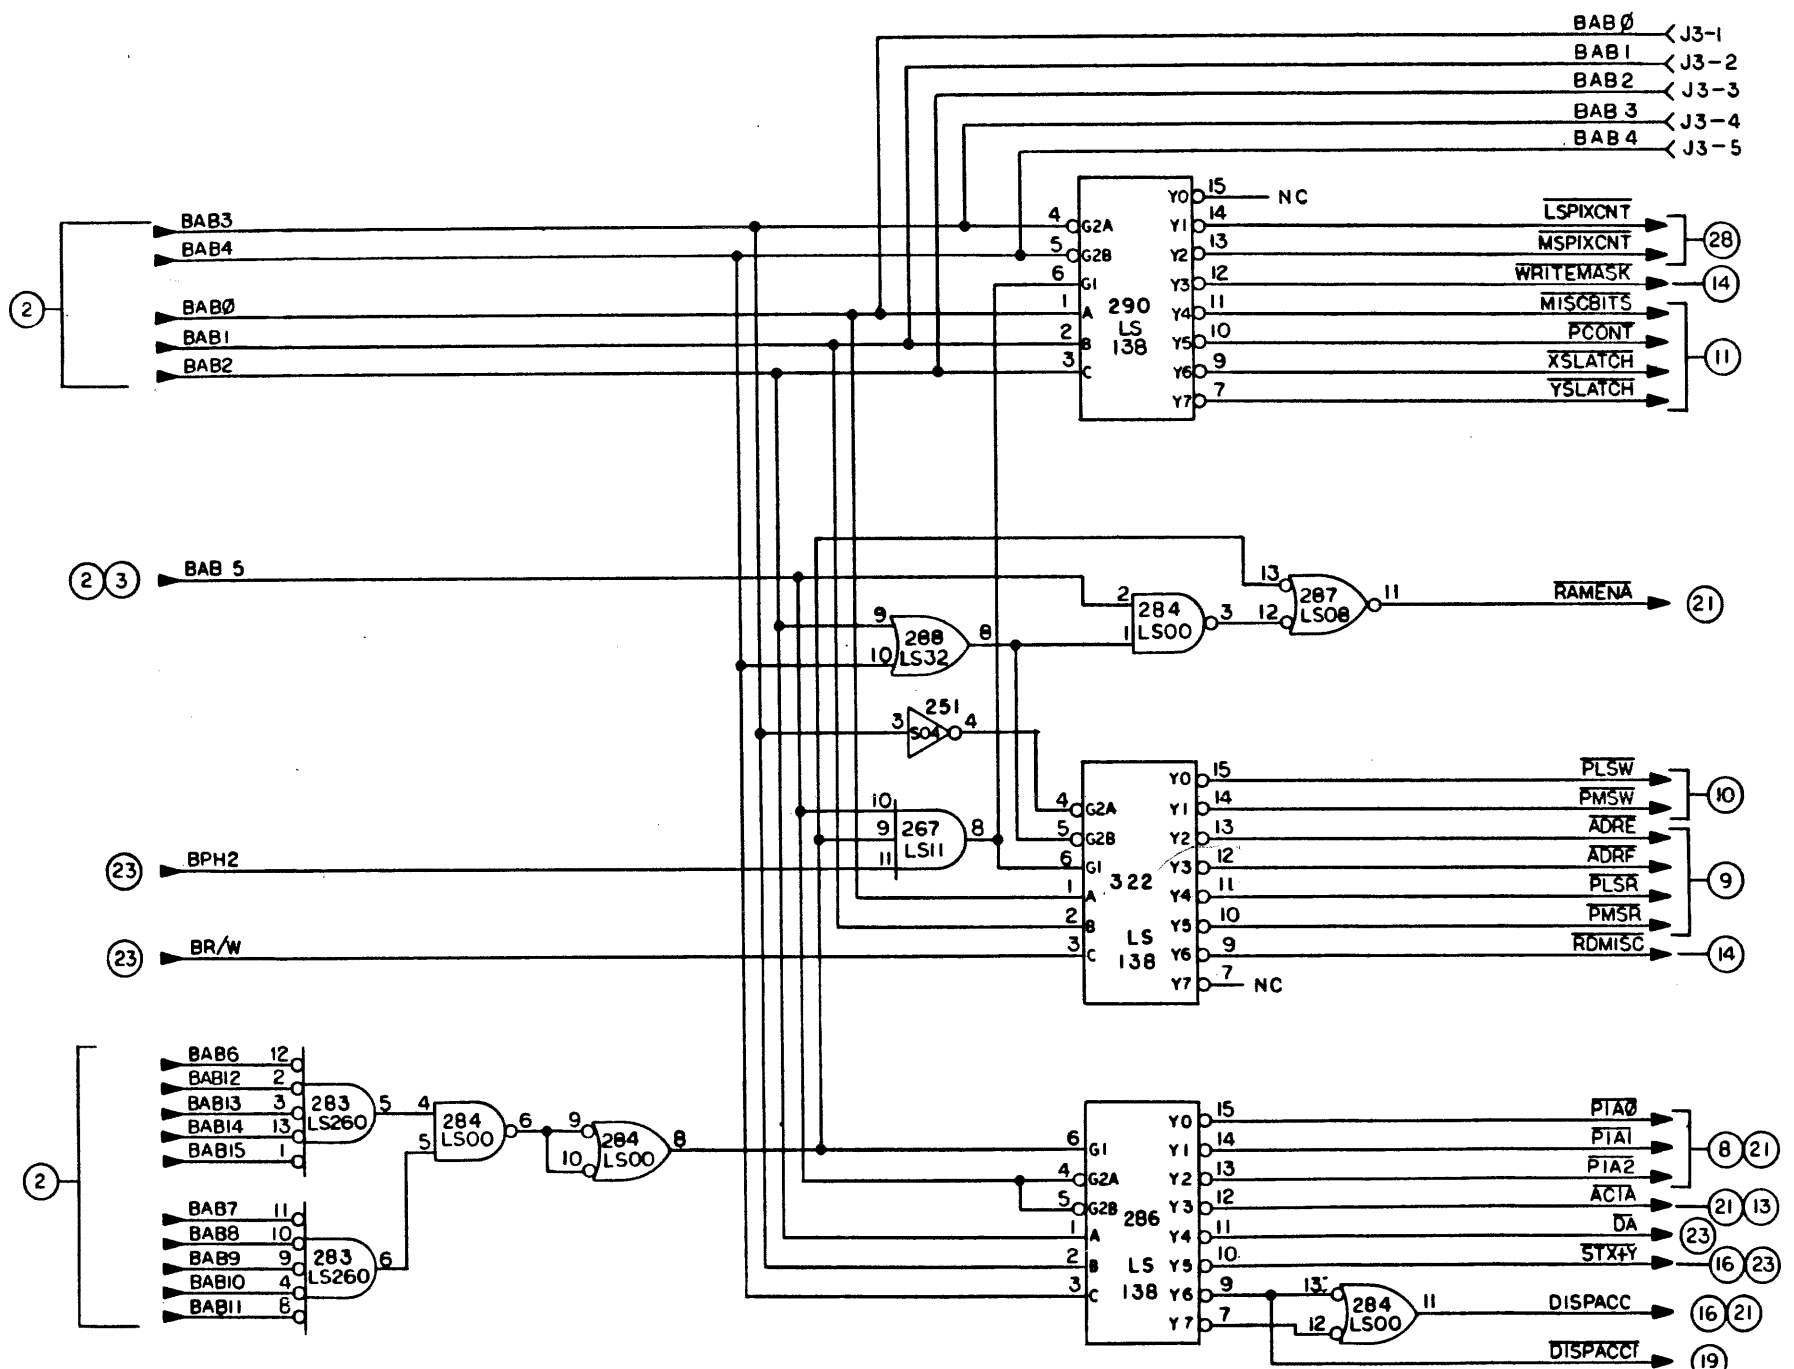 BABØ J3-1
BAB1 J3-2
BAB2 J3-3
BAB3 J3-4
BAB4 J3-5
2
BAB3
BAB4
BABØ
BAB1
BAB2
4 G2A
5 G2B
6 G1
1 A
2 B
3 C
290
LS
138
Y0 15 NC
Y1 14 LSPIXCNT
Y2 13 MSPIXCNT
28
Y3 12 WRITEMASK 14
Y4 11 MISCBITS
Y5 10 PCONT
Y6 9 XSLATCH
Y7 7 YSLATCH
11
2 3 BAB 5
9
10
288
LS32
8
2
1
284
LS00
3
13
12
287
LS08
11
RAMENA 21
3
251
S04
4
10
9
11
267
LS11
8
23 BPH2
23 BR/W
4 G2A
5 G2B
6 G1
1 A
2 B
3 C
322
LS
138
Y0 15 PLSW
Y1 14 PMSW
10
Y2 13 ADRE
Y3 12 ADRF
Y4 11 PLSR
Y5 10 PMSR
9
Y6 9 RDMISC 14
Y7 7 NC
2
BAB6 12
BAB12 2
BAB13 3
BAB14 13
BAB15 1
283
LS260
5
BAB7 11
BAB8 10
BAB9 9
BAB10 4
BAB11 8
283
LS260
6
4
5
284
LS00
6
9
10
284
LS00
8
6 G1
4 G2A
5 G2B
1 A
2 B
3 C
286
LS
138
Y0 15 PIAØ
Y1 14 PIA1
Y2 13 PIA2
8 21
Y3 12 ACIA 21 13
Y4 11 DA 23
Y5 10 STX+Y 16 23
Y6 9
Y7 7
13
12
284
LS00
11
DISPACC 16 21
DISPACC1 19